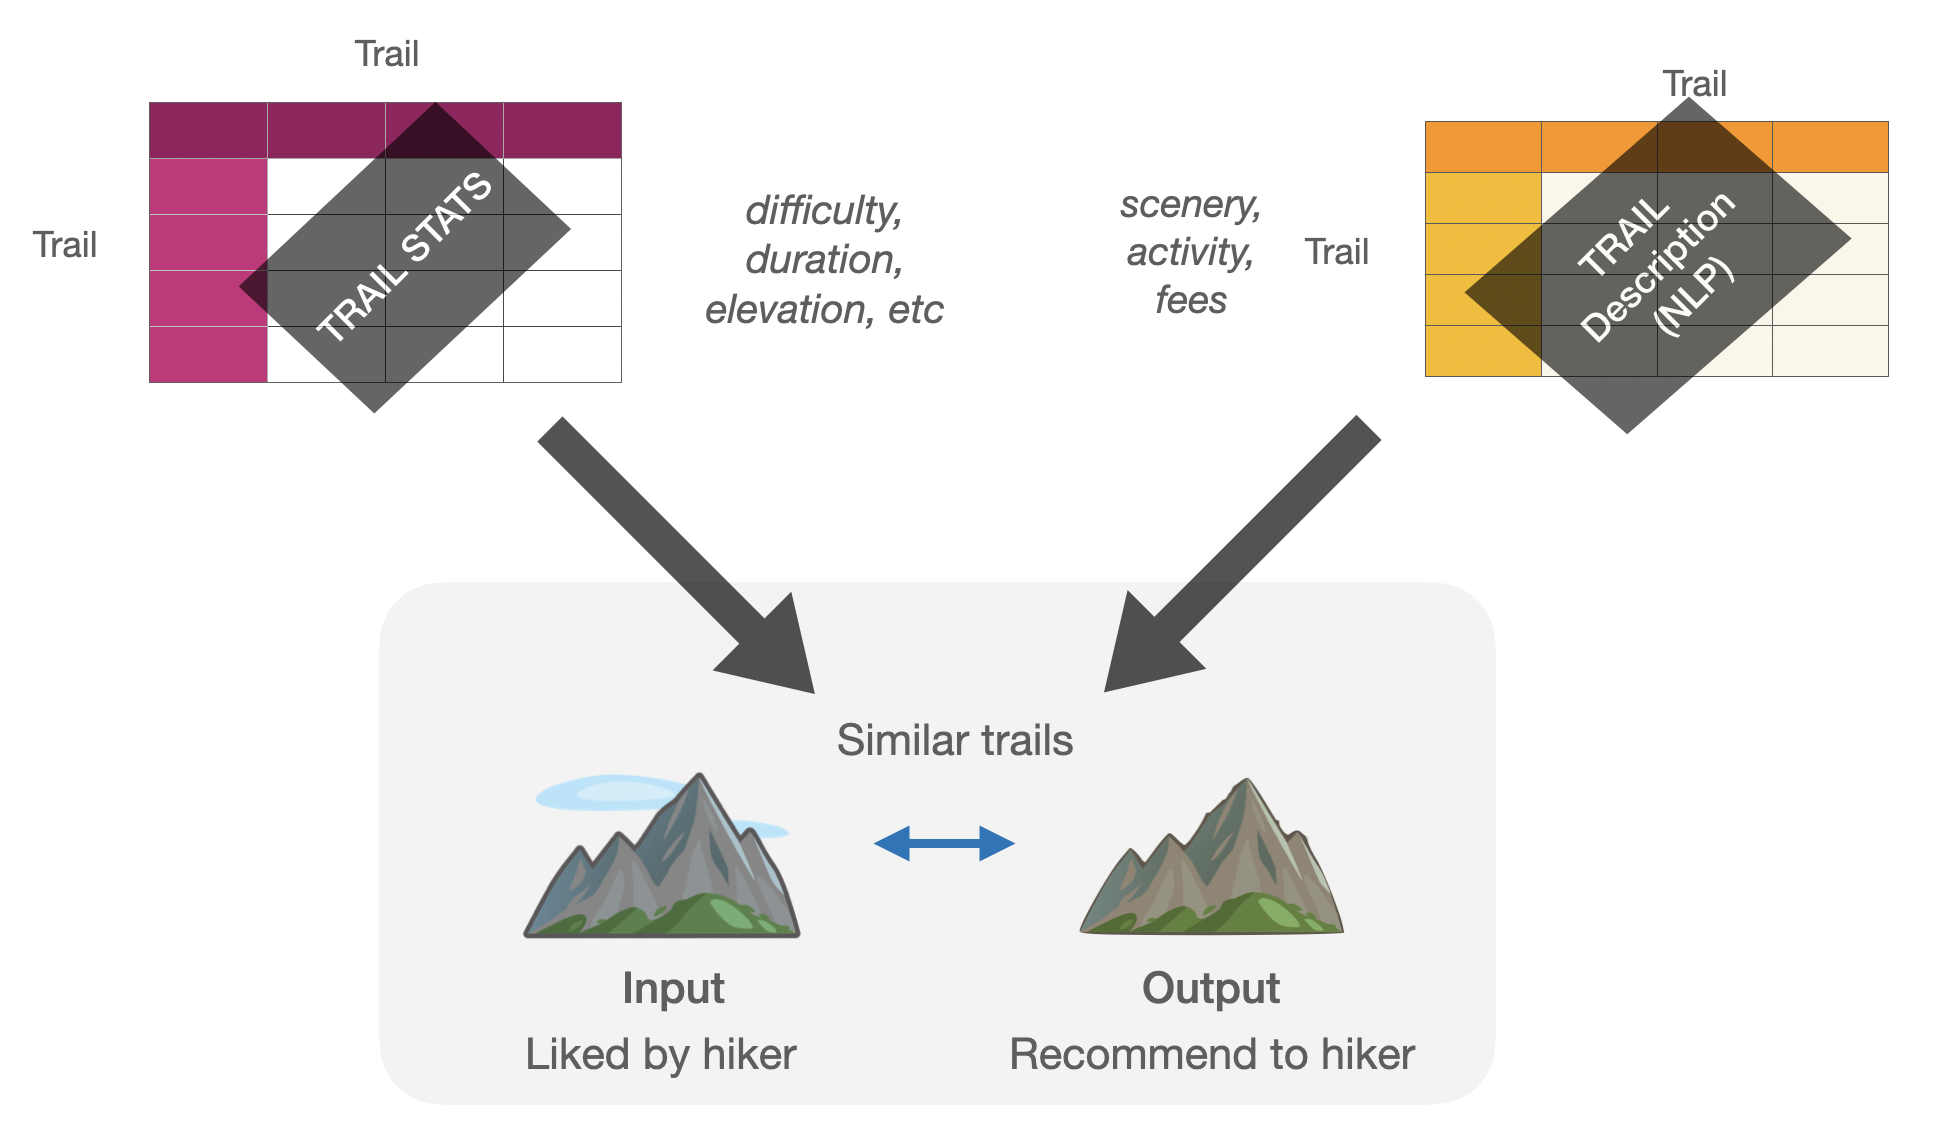 Trail
Trail
TRAIL STATS
difficulty,
duration,
elevation, etc
scenery,
activity,
fees
Trail
Trail
TRAIL
Description
(NLP)
Similar trails
Input
Liked by hiker
Output
Recommend to hiker